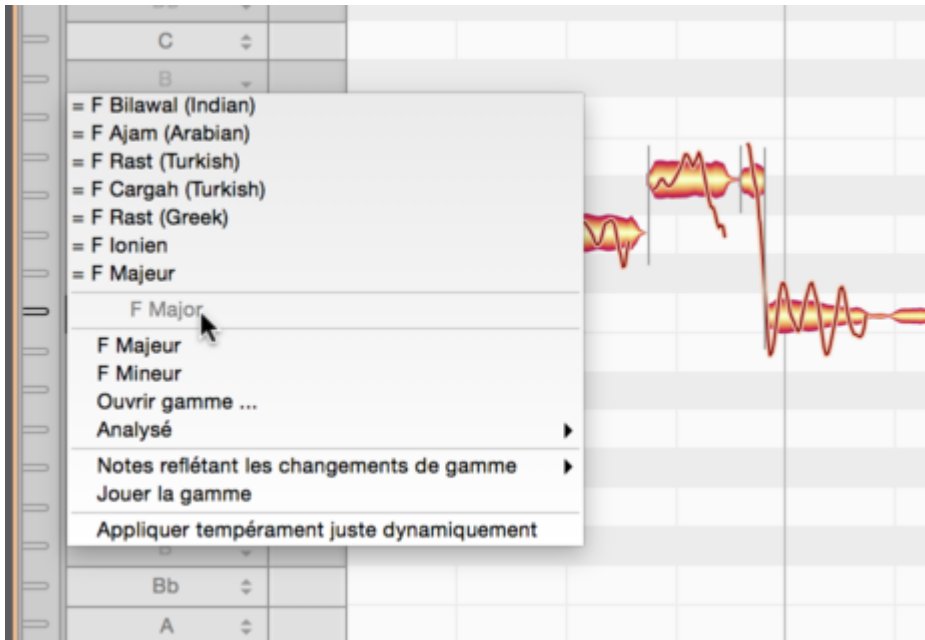 Bb
C
B
= F Bilawal (Indian)
= F Ajam (Arabian)
= F Rast (Turkish)
= F Cargah (Turkish)
= F Rast (Greek)
= F Ionien
= F Majeur
F Major
F Majeur
F Mineur
Ouvrir gamme ...
Analysé
Notes reflétant les changements de gamme
Jouer la gamme
Appliquer tempérament juste dynamiquement
B
Bb
A